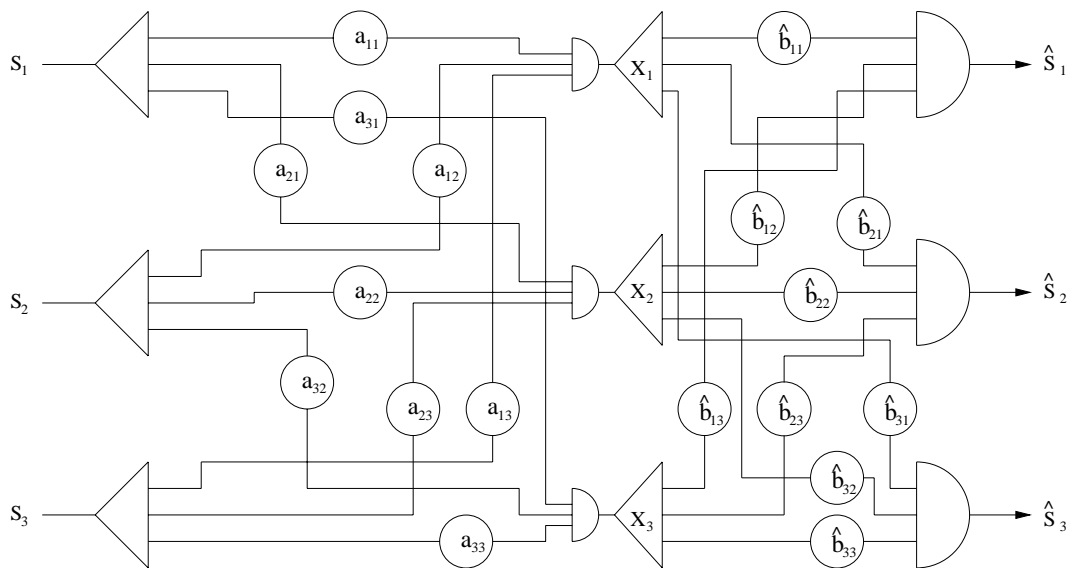 S₁
a₁₁
X₁
b̂₁₁
Ŝ₁
a₃₁
a₂₁
a₁₂
b̂₁₂
b̂₂₁
S₂
a₂₂
X₂
b̂₂₂
Ŝ₂
a₃₂
a₂₃
a₁₃
b̂₁₃
b̂₂₃
b̂₃₁
b̂₃₂
S₃
a₃₃
X₃
b̂₃₃
Ŝ₃